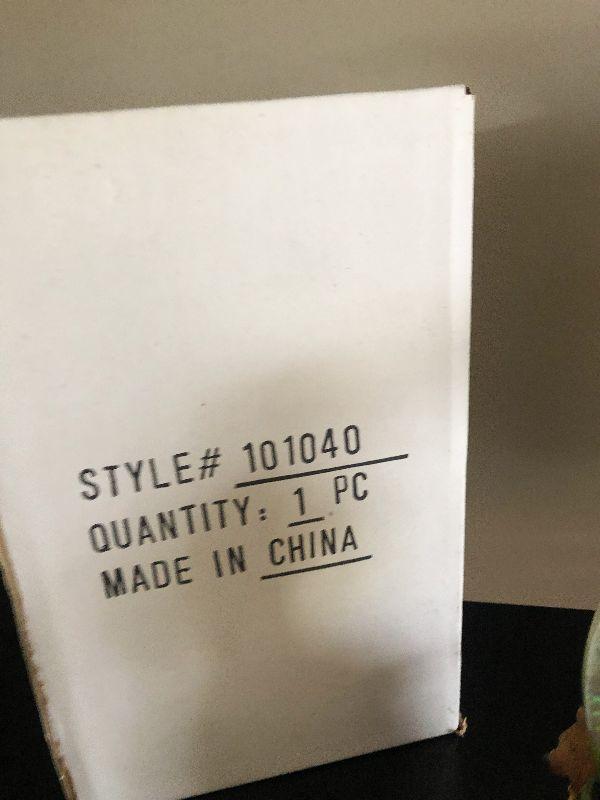 STYLE# 101040
QUANTITY: 1 PC
MADE IN CHINA